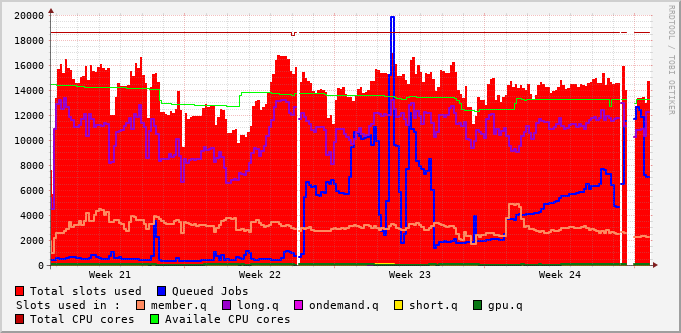 RRDTOOL / TOBI OETIKER
20000
18000
16000
14000
12000
10000
8000
6000
4000
2000
0
Week 21 Week 22 Week 23 Week 24
Total slots used Queued Jobs
Slots used in : member.q long.q ondemand.q short.q gpu.q
Total CPU cores Availale CPU cores